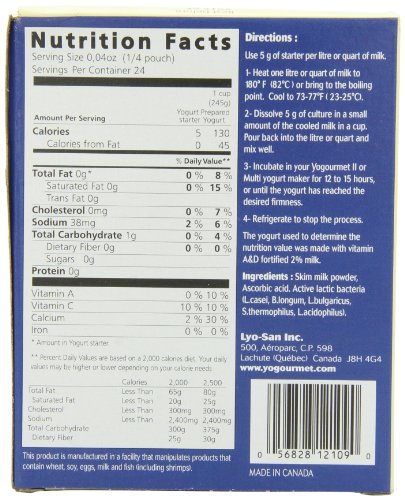 Nutrition Facts
Serving Size 0,04oz (1/4 pouch)
Servings Per Container 24
1 cup
(245g)
Yogurt Prepared
Amount Per Serving starter Yogurt
Calories 5 130
Calories from Fat 0 45
% Daily Value**
Total Fat 0g* 0 % 8 %
Saturated Fat 0g 0 % 15 %
Trans Fat 0g
Cholesterol 0mg 0 % 7 %
Sodium 38mg 2 % 6 %
Total Carbohydrate 1g 0 % 4 %
Dietary Fiber 0g 0 % 0 %
Sugars 0g
Protein 0g
Vitamin A 0 % 10 %
Vitamin C 10 % 10 %
Calcium 2 % 30 %
Iron 0 % 0 %
* Amount in Yogurt starter
** Percent Daily Values are based on a 2,000 calories diet. Your daily values
may be higher or lower depending on your calorie needs.
Calories 2,000 2,500
Total Fat Less Than 65g 80g
Saturated Fat Less Than 20g 25g
Cholesterol Less Than 300mg 300mg
Sodium Less Than 2,400mg 2,400mg
Total Carbohydrate 300g 375g
Dietary Fiber 25g 30g
This product is manufactured in a facility that manipulates products that
contain wheat, soy, eggs, milk and fish (including shrimps).
Directions :
Use 5 g of starter per litre or quart of milk.
1- Heat one litre or quart of milk to
180°F (82°C) or bring to the boiling
point. Cool to 73-77°F (23-25°C).
2- Dissolve 5 g of culture in a small
amount of the cooled milk in a cup.
Pour back into the litre or quart and
mix well.
3- Incubate in your Yogourmet II or
Multi yogurt maker for 12 to 15 hours,
or until the yogurt has reached the
desired firmness.
4- Refrigerate to stop the process.
The yogurt used to determine the
nutrition value was made with vitamin
A&D fortified 2% milk.
Ingredients : Skim milk powder,
Ascorbic acid. Active lactic bacteria
(L.casei, B.longum, L.bulgaricus,
S.thermophilus, L.acidophilus).
Lyo-San Inc.
500, Aéroparc, C.P. 598
Lachute (Québec) Canada J8H 4G4
www.yogourmet.com
0 56828 12109 0
MADE IN CANADA